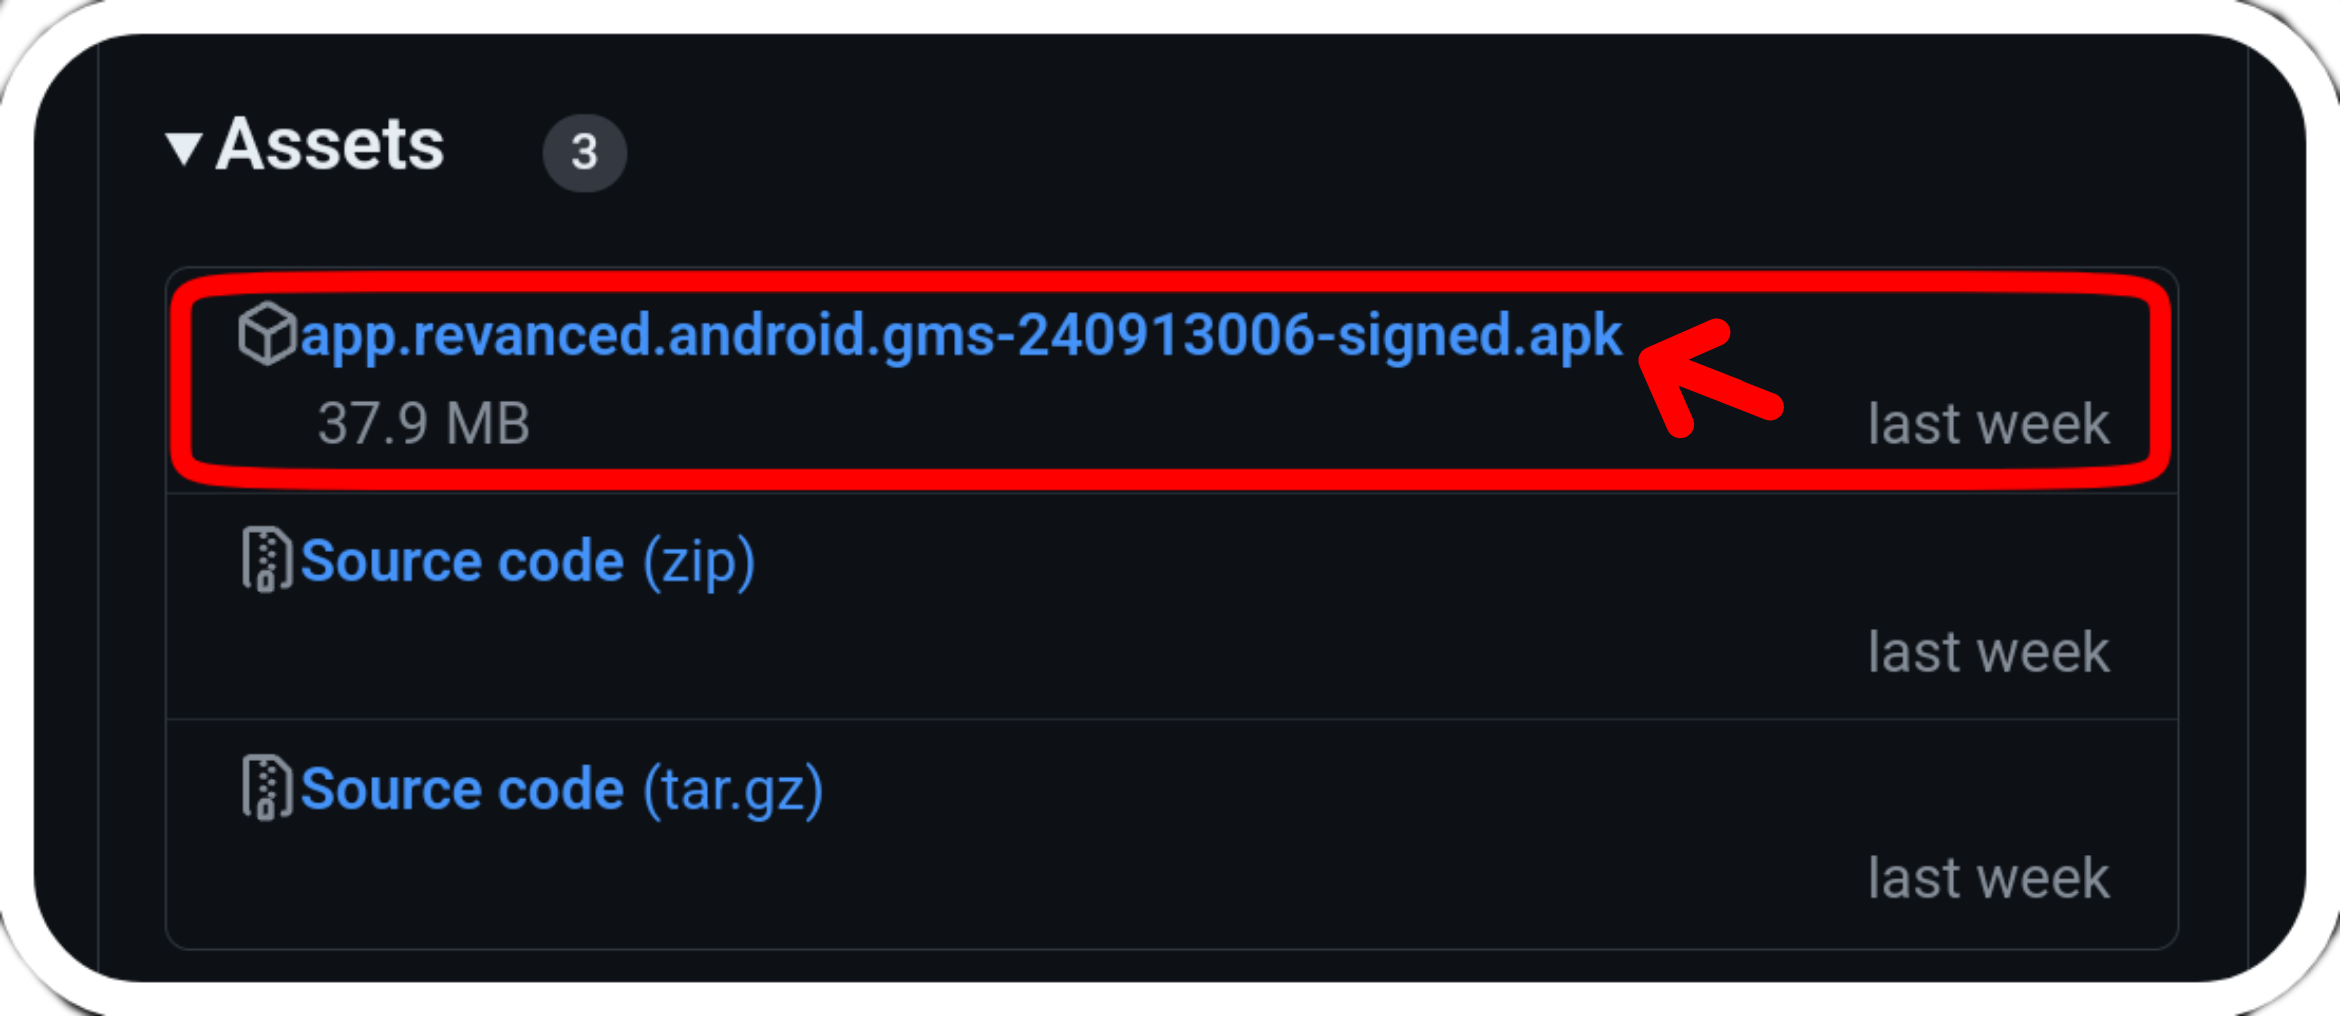 ▼Assets 3
app.revanced.android.gms-240913006-signed.apk
37.9 MB last week
Source code (zip)
last week
Source code (tar.gz)
last week